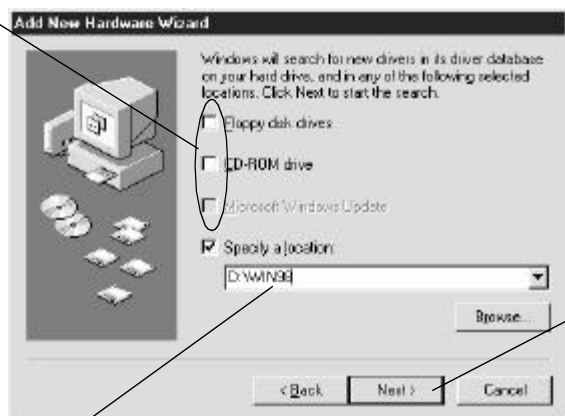 Add New Hardware Wizard
Windows will search for new drivers in its driver database
on your hard drive, and in any of the following selected
locations. Click Next to start the search.
Floppy disk drives
CD-ROM drive
Microsoft Windows Update
Specify a location:
D:\WIN98
Browse...
< Back
Next >
Cancel